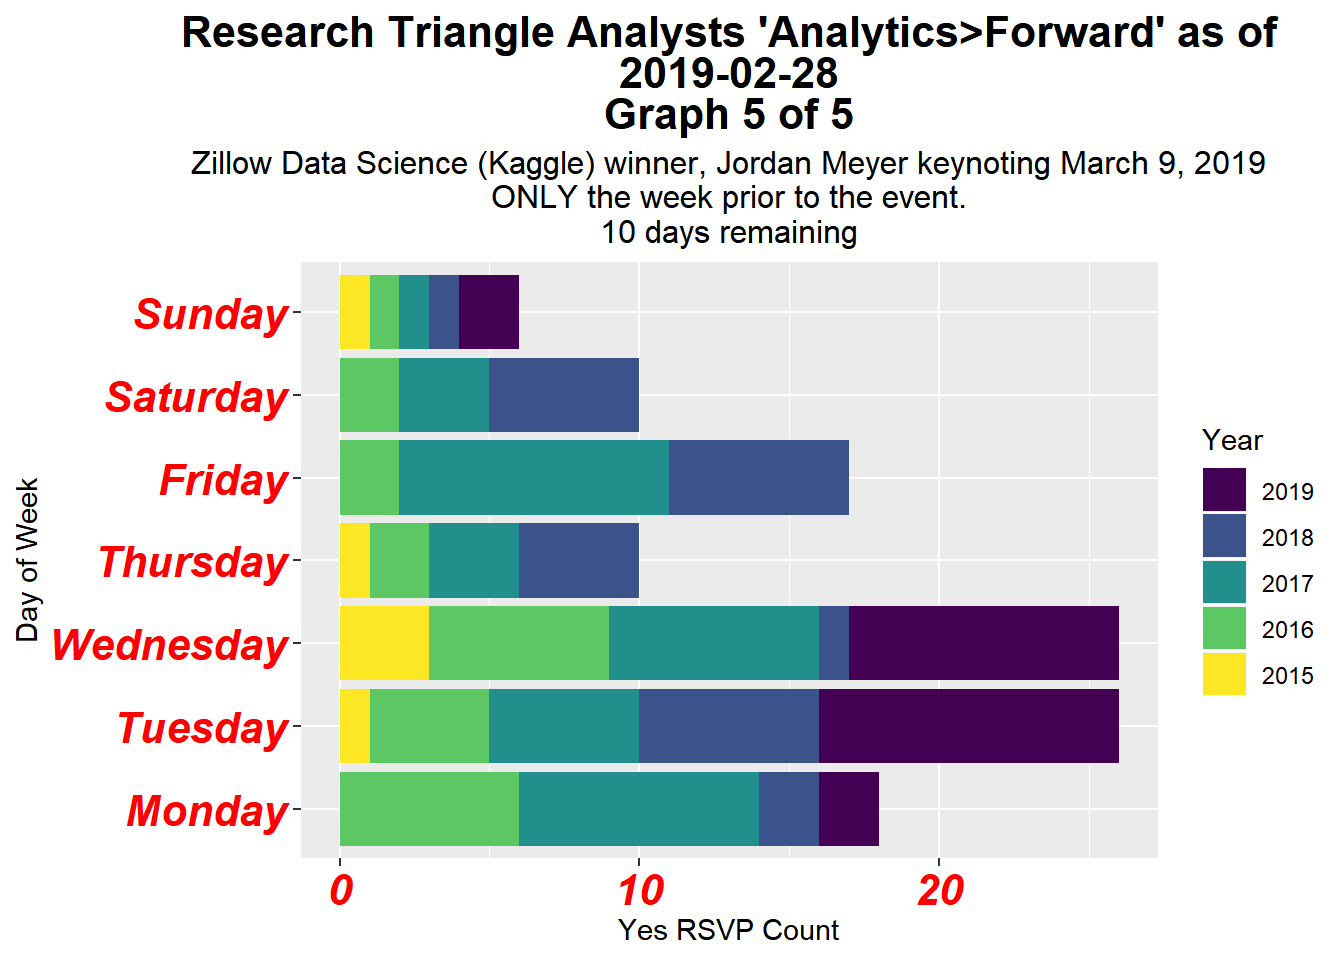 Research Triangle Analysts 'Analytics>Forward' as of
2019-02-28
Graph 5 of 5
Zillow Data Science (Kaggle) winner, Jordan Meyer keynoting March 9, 2019
ONLY the week prior to the event.
10 days remaining
Day of Week
Sunday
Saturday
Friday
Thursday
Wednesday
Tuesday
Monday
0 10 20
Yes RSVP Count
Year
2019
2018
2017
2016
2015